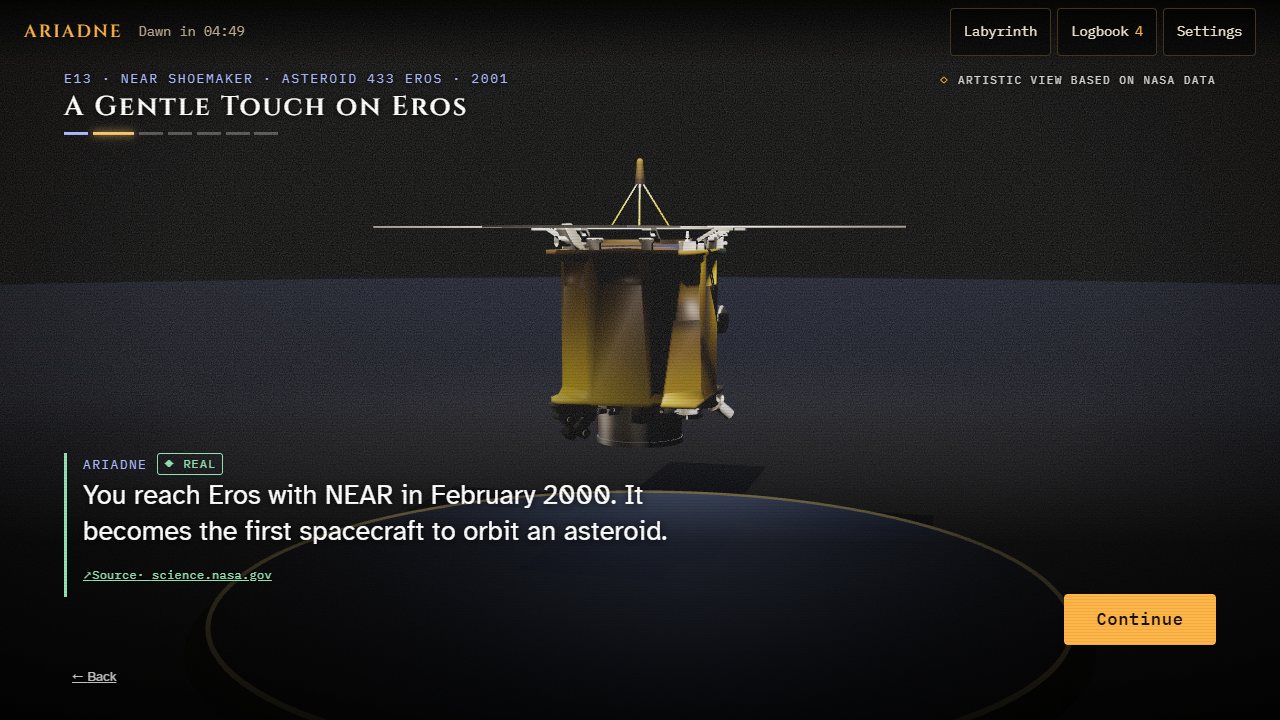 ARIADNE Dawn in 04:49 Labyrinth Logbook 4 Settings
E13 · NEAR SHOEMAKER · ASTEROID 433 EROS · 2001
◇ ARTISTIC VIEW BASED ON NASA DATA
A Gentle Touch on Eros
ARIADNE ◆ REAL
You reach Eros with NEAR in February 2000. It
becomes the first spacecraft to orbit an asteroid.
↗Source· science.nasa.gov
Continue
← Back